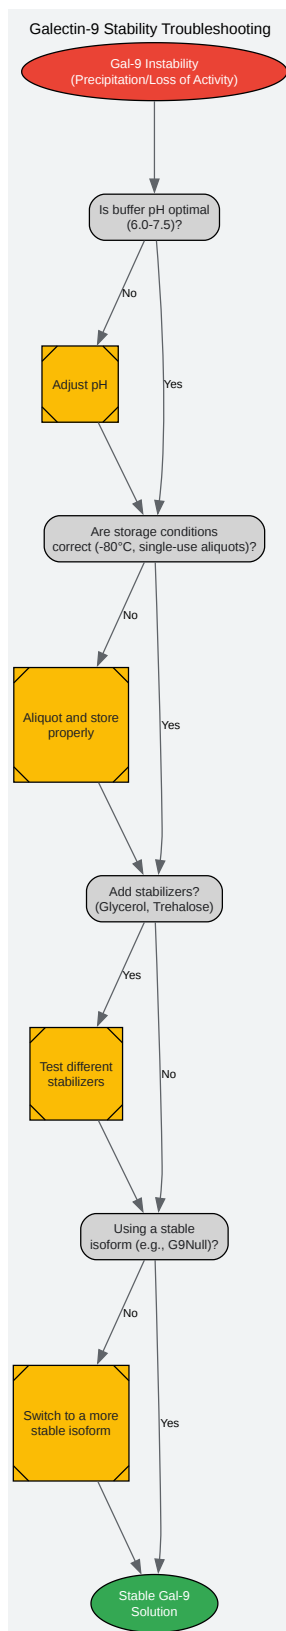 Galectin-9 Stability Troubleshooting
Gal-9 Instability
(Precipitation/Loss of Activity)
Is buffer pH optimal
(6.0-7.5)?
No
Adjust pH
Yes
Are storage conditions
correct (-80°C, single-use aliquots)?
No
Aliquot and store
properly
Yes
Add stabilizers?
(Glycerol, Trehalose)
Yes
Test different
stabilizers
No
Using a stable
isoform (e.g., G9Null)?
No
Switch to a more
stable isoform
Yes
Stable Gal-9
Solution